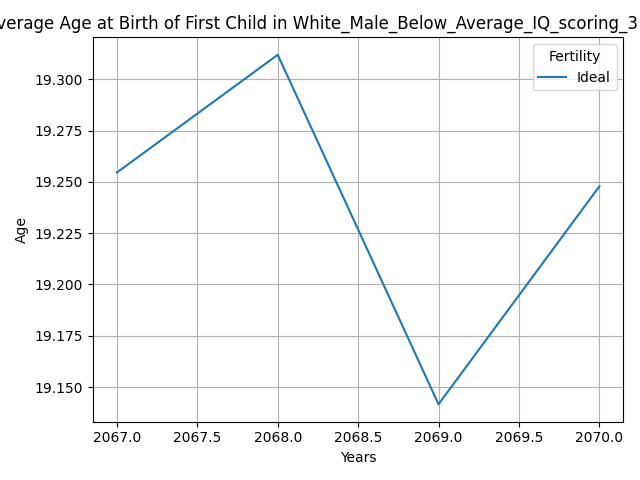 verage Age at Birth of First Child in White_Male_Below_Average_IQ_scoring_3
Fertility
Ideal
19.300
19.275
19.250
19.225
19.200
19.175
19.150
Age
2067.0 2067.5 2068.0 2068.5 2069.0 2069.5 2070.0
Years